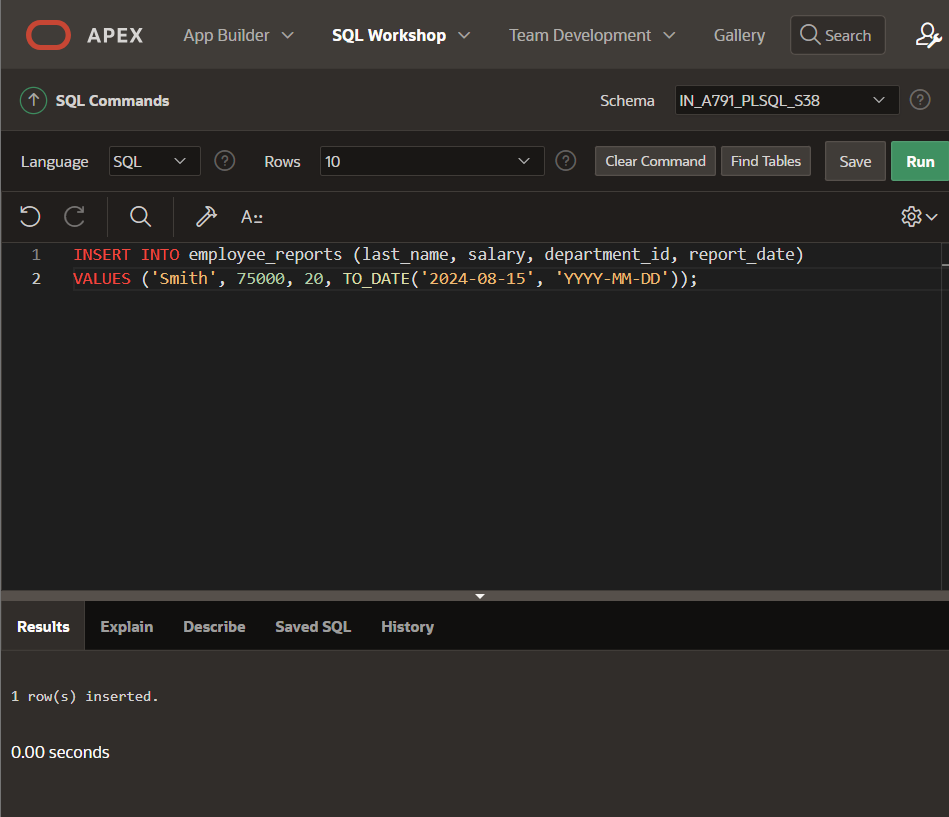 APEX App Builder SQL Workshop Team Development Gallery Search
SQL Commands Schema IN_A791_PLSQL_S38 ?
Language SQL ? Rows 10 ? Clear Command Find Tables Save Run
A::
1 INSERT INTO employee_reports (last_name, salary, department_id, report_date)
2 VALUES ('Smith', 75000, 20, TO_DATE('2024-08-15', 'YYYY-MM-DD'));
Results Explain Describe Saved SQL History
1 row(s) inserted.
0.00 seconds